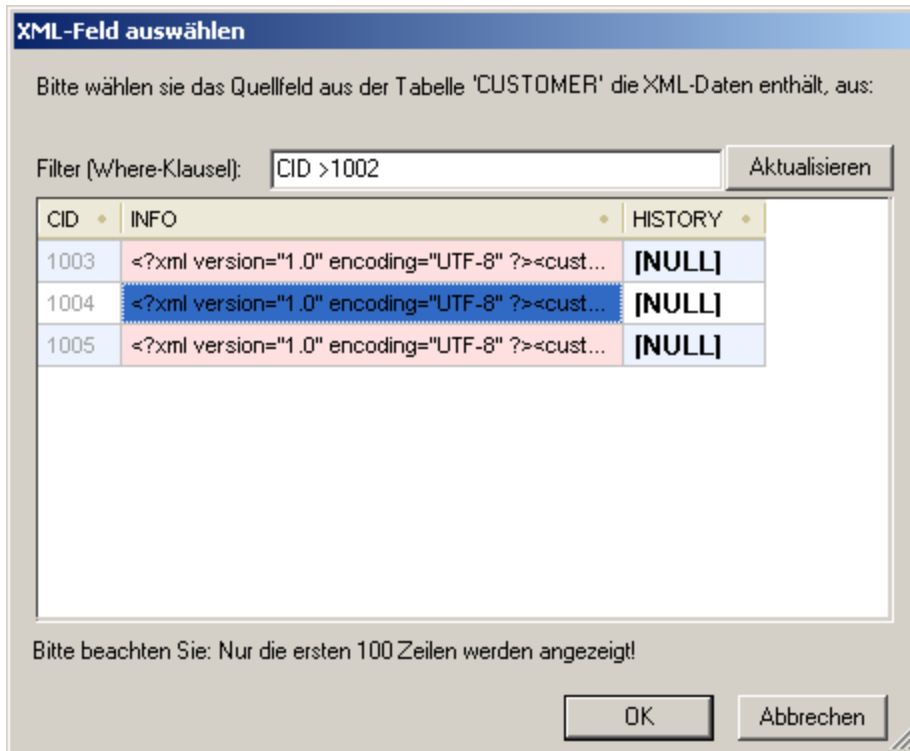 XML-Feld auswählen
Bitte wählen sie das Quellfeld aus der Tabelle 'CUSTOMER' die XML-Daten enthält, aus:
Filter (Where-Klausel): CID >1002 Aktualisieren
CID INFO HISTORY
1003 <?xml version="1.0" encoding="UTF-8" ?><cust... [NULL]
1004 <?xml version="1.0" encoding="UTF-8" ?><cust... [NULL]
1005 <?xml version="1.0" encoding="UTF-8" ?><cust... [NULL]
Bitte beachten Sie: Nur die ersten 100 Zeilen werden angezeigt!
OK Abbrechen